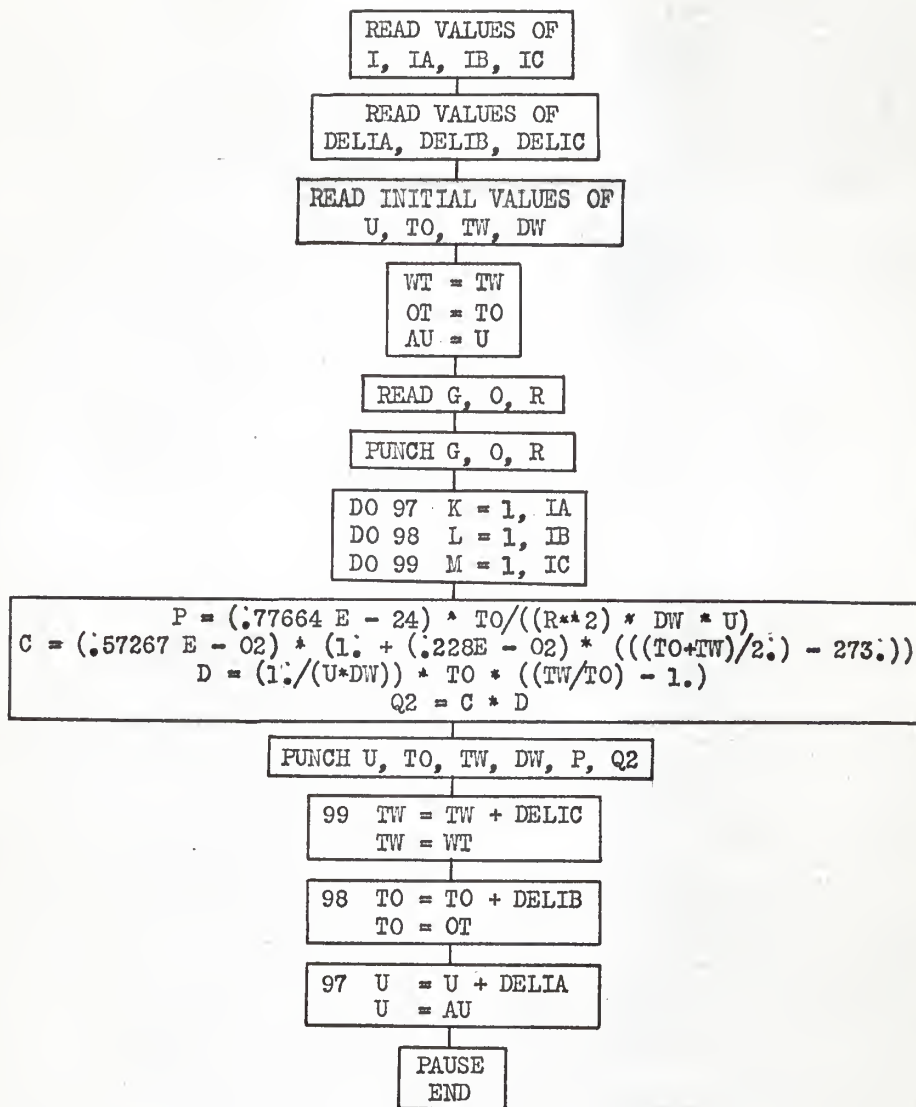 READ VALUES OF
I, IA, IB, IC
READ VALUES OF
DELIA, DELIB, DELIC
READ INITIAL VALUES OF
U, TO, TW, DW
WT = TW
OT = TO
AU = U
READ G, O, R
PUNCH G, O, R
DO 97 K = 1, IA
DO 98 L = 1, IB
DO 99 M = 1, IC
P = (.77664 E - 24) * TO/((R**2) * DW * U)
C = (.57267 E - 02) * (1. + (.228E - 02) * (((TO+TW)/2.) - 273.))
D = (1./(U*DW)) * TO * ((TW/TO) - 1.)
Q2 = C * D
PUNCH U, TO, TW, DW, P, Q2
99 TW = TW + DELIC
TW = WT
98 TO = TO + DELIB
TO = OT
97 U = U + DELIA
U = AU
PAUSE
END